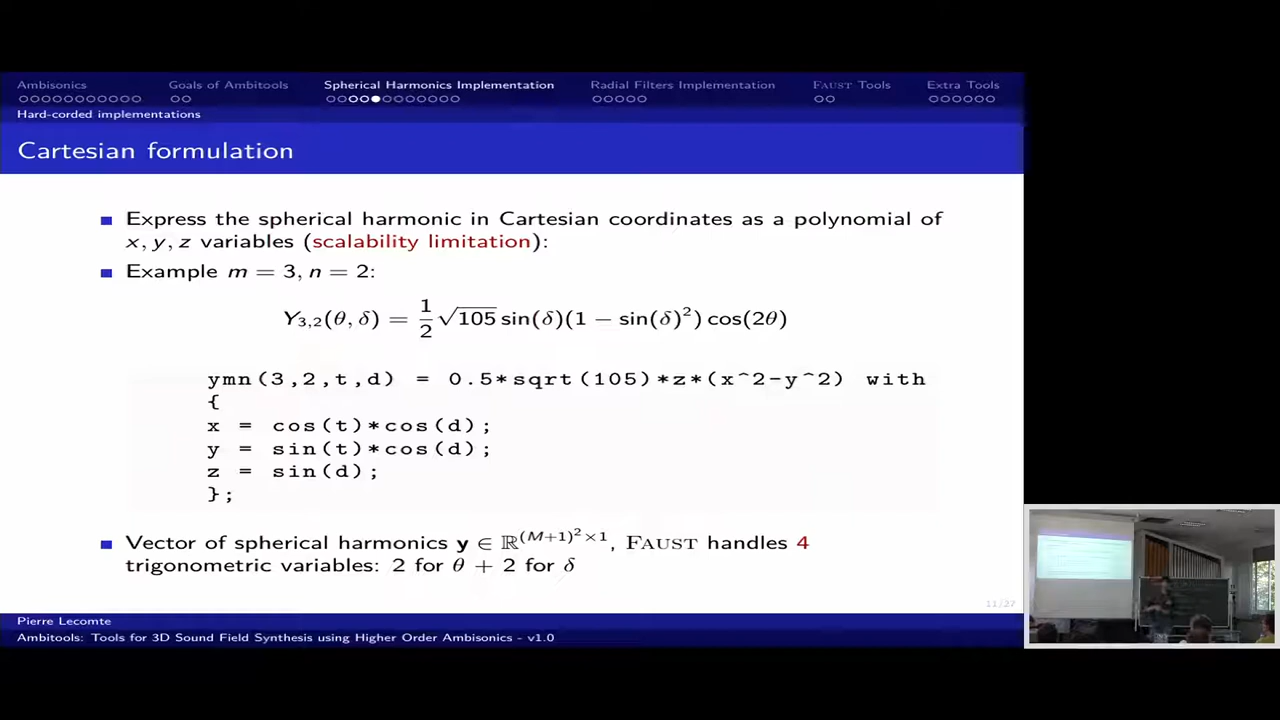 Ambisonics Goals of Ambitools Spherical Harmonics Implementation Radial Filters Implementation FAUST Tools Extra Tools
Hard-corded implementations
Cartesian formulation
Express the spherical harmonic in Cartesian coordinates as a polynomial of
x, y, z variables (scalability limitation):
Example m = 3, n = 2:
Y₃,₂(θ, δ) = 1/2 √105 sin(δ)(1 − sin(δ)²) cos(2θ)
ymn(3,2,t,d) = 0.5*sqrt(105)*z*(x^2-y^2) with
{
x = cos(t)*cos(d);
y = sin(t)*cos(d);
z = sin(d);
};
Vector of spherical harmonics y ∈ ℝ^((M+1)²×1), FAUST handles 4
trigonometric variables: 2 for θ + 2 for δ
11/27
Pierre Lecomte
Ambitools: Tools for 3D Sound Field Synthesis using Higher Order Ambisonics - v1.0